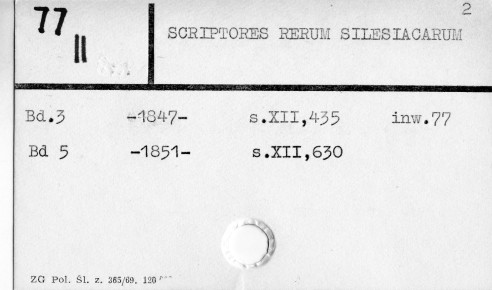 2
77 II
SCRIPTORES RERUM SILESIACARUM
Bd.3 -1847- s.XII,435 inw.77
Bd 5 -1851- s.XII,630
ZG Pol. Śl. z. 365/69. 120